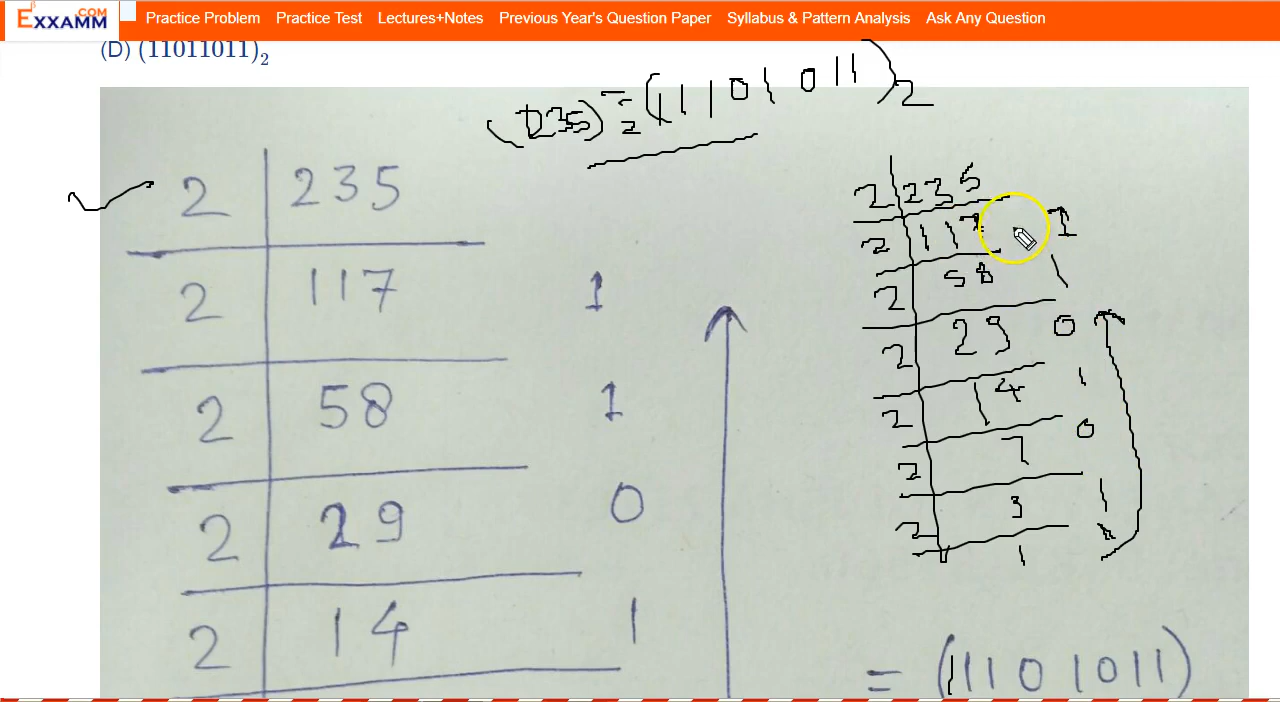 EXXAMM .COM
Practice Problem Practice Test Lectures+Notes Previous Year's Question Paper Syllabus & Pattern Analysis Ask Any Question
(D) (11011011)₂
(235) = (11101011)₂
2
2 235
2 117 1
2 58 1
2 29 0
2 14 1
2 235
2 117 1
2 58 1
2 29 0
2 14 1
2 7 0
2 3 1
1 1
= (11101011)